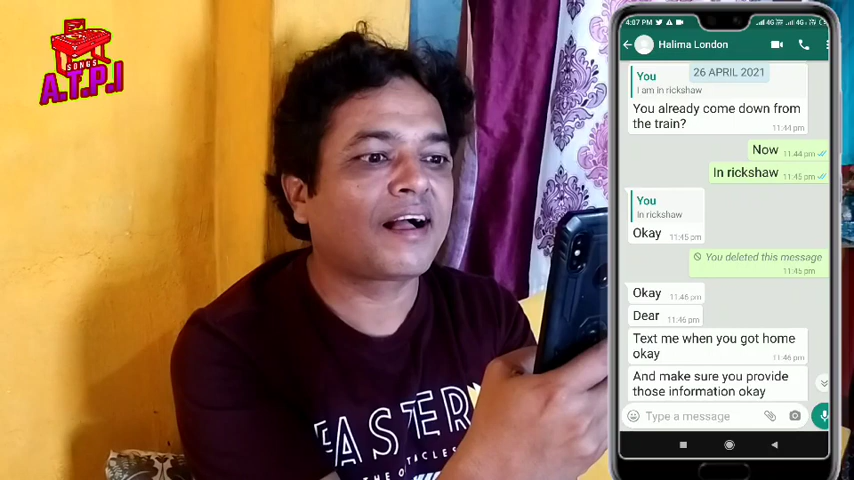 SONGS
A.T.P.I
4:07 PM
4G
4G
Halima London
26 APRIL 2021
You
I am in rickshaw
You already come down from
the train?
11:44 pm
Now 11:44 pm
In rickshaw 11:45 pm
You
In rickshaw
Okay 11:45 pm
You deleted this message
11:45 pm
Okay 11:46 pm
Dear 11:46 pm
Text me when you got home
okay
11:46 pm
And make sure you provide
those information okay
Type a message
FASTER